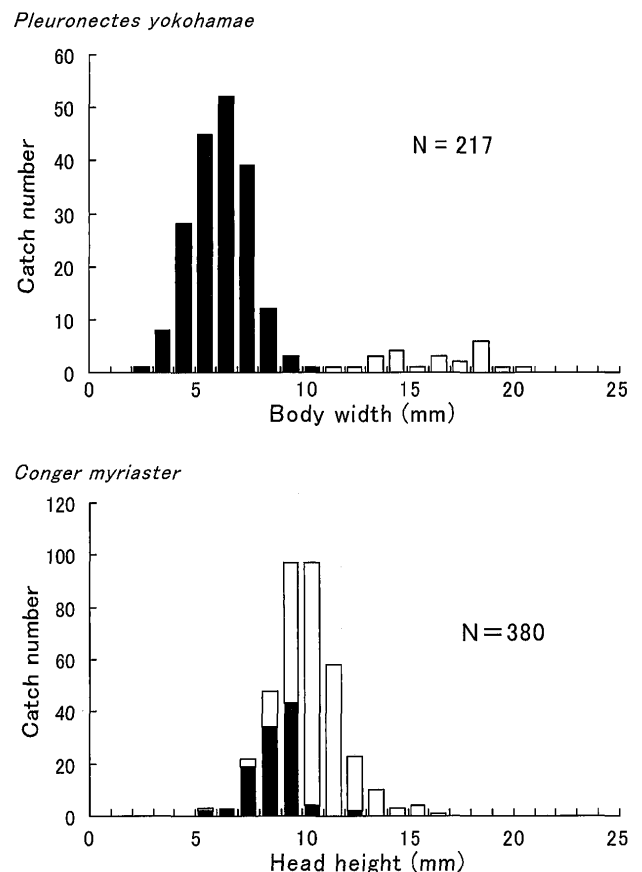 Pleuronectes yokohamae
60
50
40
30
20
10
0
Catch number
N = 217
0 5 10 15 20 25
Body width (mm)
Conger myriaster
120
100
80
60
40
20
0
Catch number
N=380
0 5 10 15 20 25
Head height (mm)